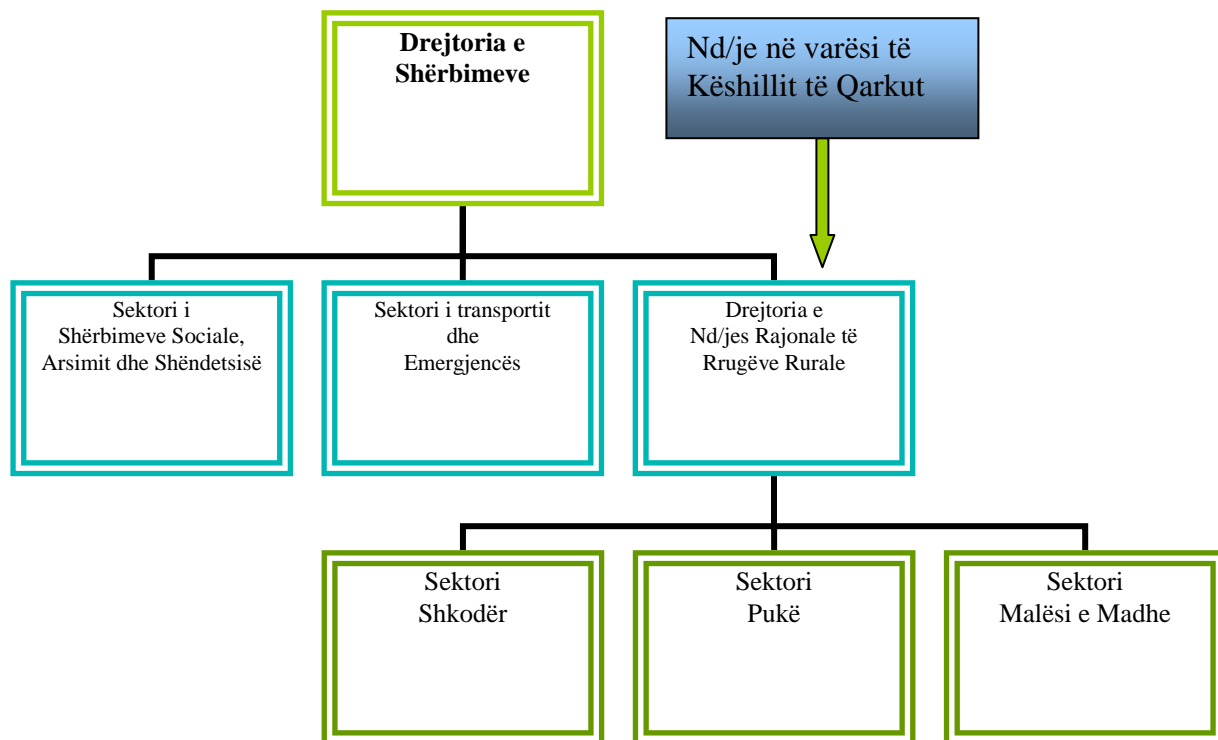 Drejtoria e
Shërbimeve
Nd/je në varësi të
Këshillit të Qarkut
Sektori i
Shërbimeve Sociale,
Arsimit dhe Shëndetsisë
Sektori i transportit
dhe
Emergjencës
Drejtoria e
Nd/jes Rajonale të
Rrugëve Rurale
Sektori
Shkodër
Sektori
Pukë
Sektori
Malësi e Madhe